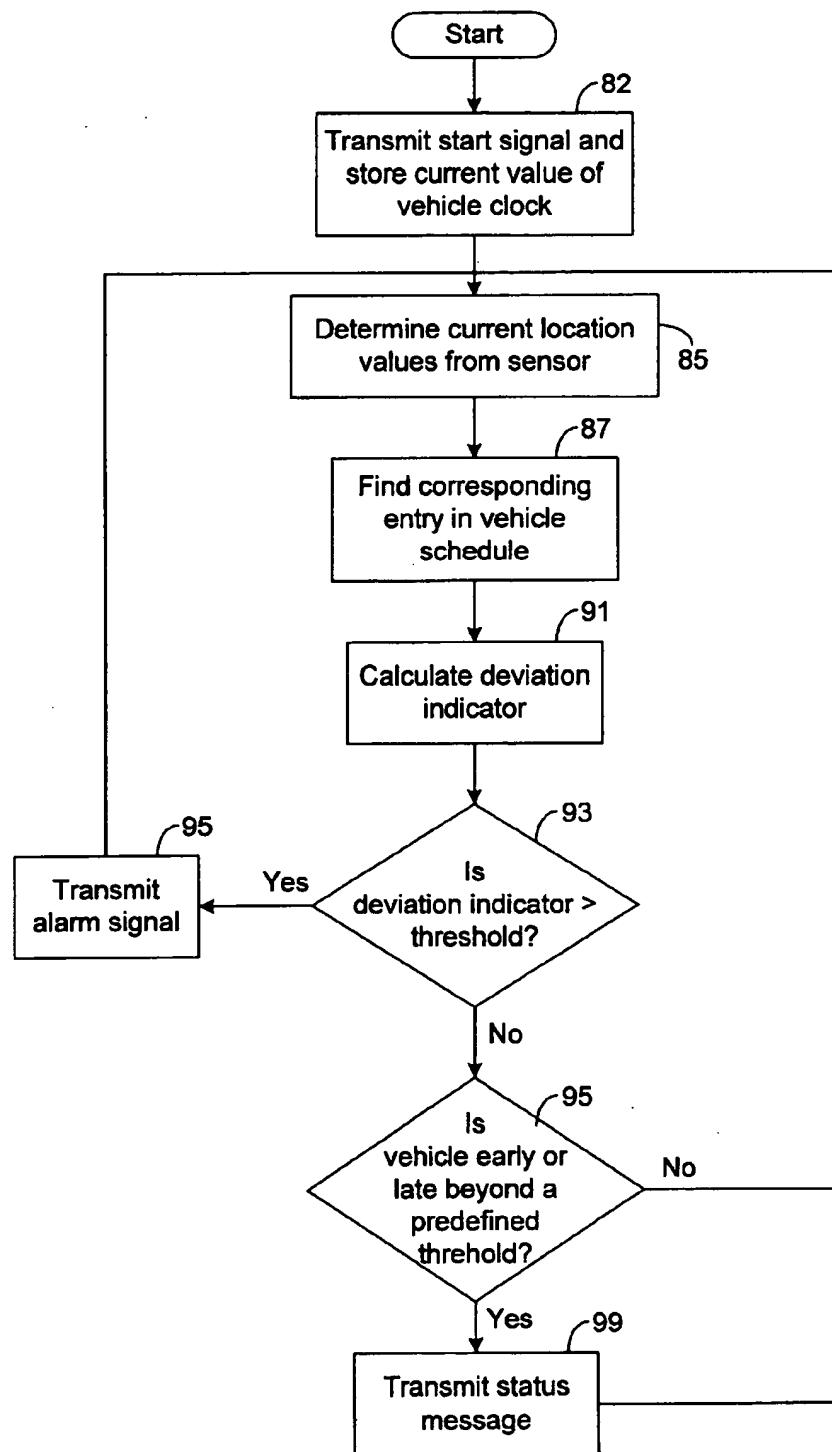 Start
82
Transmit start signal and
store current value of
vehicle clock
Determine current location
values from sensor
85
87
Find corresponding
entry in vehicle
schedule
91
Calculate deviation
indicator
93
Is
deviation indicator >
threshold?
Yes
95
Transmit
alarm signal
No
95
Is
vehicle early or
late beyond a
predefined
threhold?
No
Yes
99
Transmit status
message